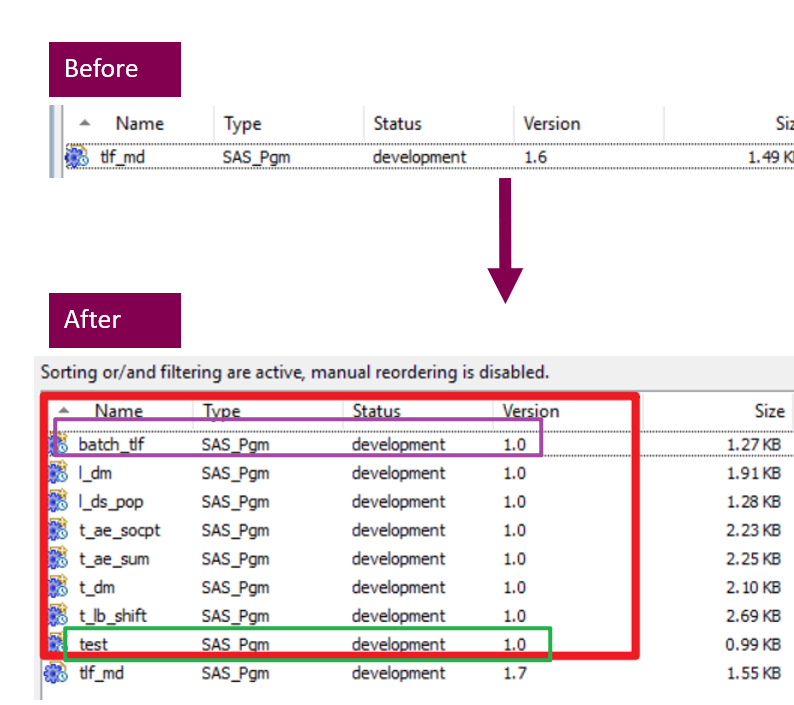 Before
Name Type Status Version Siz
tlf_md SAS_Pgm development 1.6 1.49 K
After
Sorting or/and filtering are active, manual reordering is disabled.
Name Type Status Version Size
batch_tlf SAS_Pgm development 1.0 1.27 KB
l_dm SAS_Pgm development 1.0 1.91 KB
l_ds_pop SAS_Pgm development 1.0 1.28 KB
t_ae_socpt SAS_Pgm development 1.0 2.23 KB
t_ae_sum SAS_Pgm development 1.0 2.25 KB
t_dm SAS_Pgm development 1.0 2.10 KB
t_lb_shift SAS_Pgm development 1.0 2.69 KB
test SAS_Pgm development 1.0 0.99 KB
tlf_md SAS_Pgm development 1.7 1.55 KB